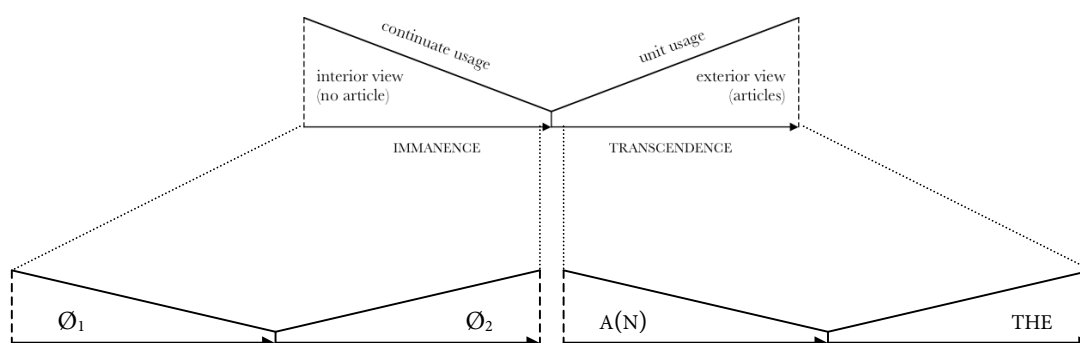 continuate usage
unit usage
interior view
(no article)
exterior view
(articles)
IMMANENCE
TRANSCENDENCE
Ø1
Ø2
A(N)
THE